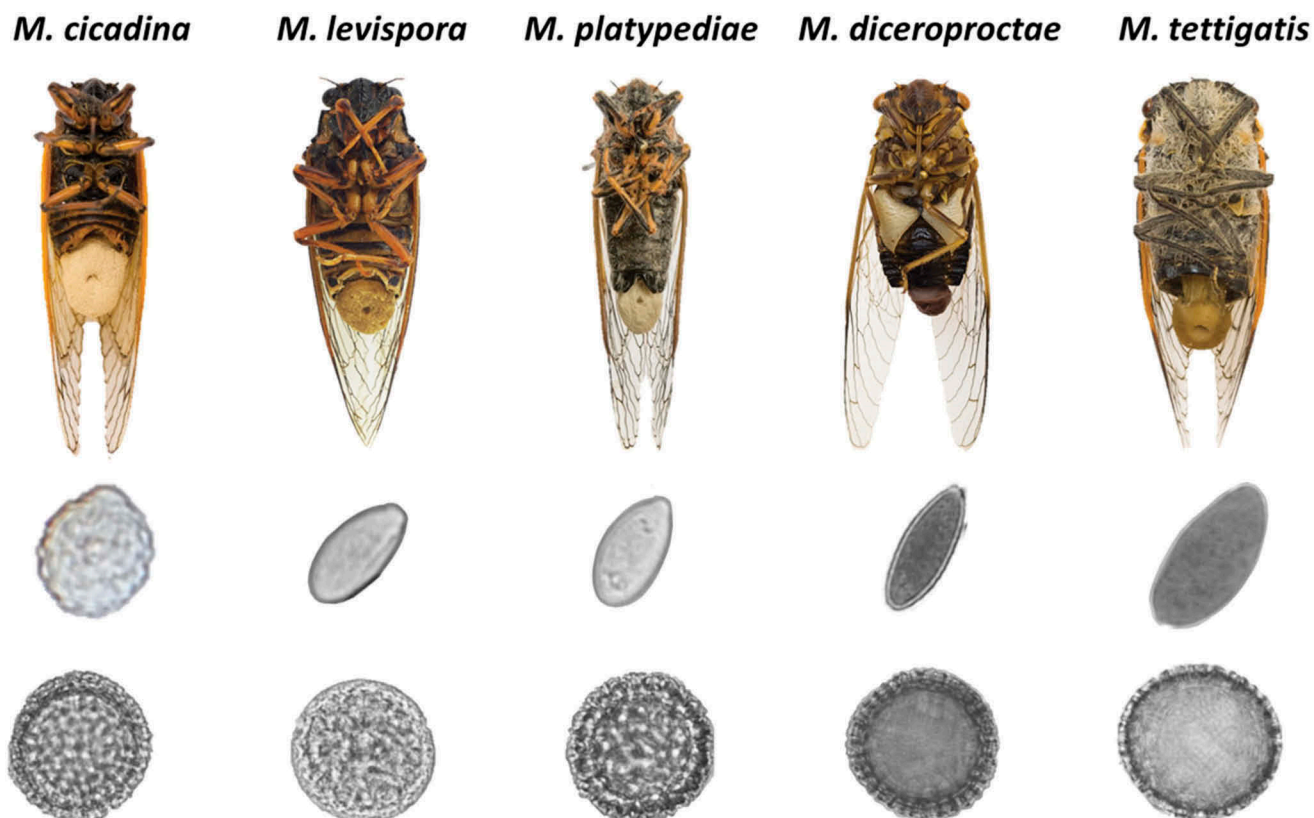 M. cicadina M. levispora M. platypediae M. diceroproctae M. tettigatis